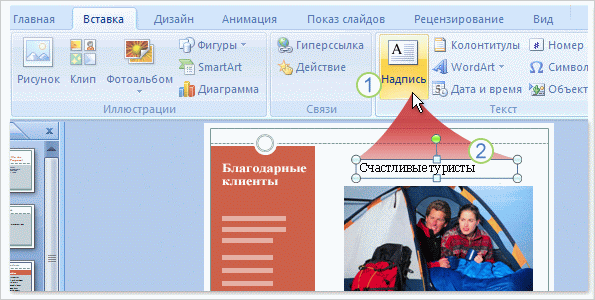 Главная Вставка Дизайн Анимация Показ слайдов Рецензирование Вид
Рисунок Клип Фотоальбом
Фигуры
SmartArt
Диаграмма
Иллюстрации
Гиперссылка
Действие
Связи
1
Надпись
Колонтитулы
WordArt
Дата и время
# Номер
Символ
Объект
Текст
2
Счастливые туристы
Благодарные
клиенты